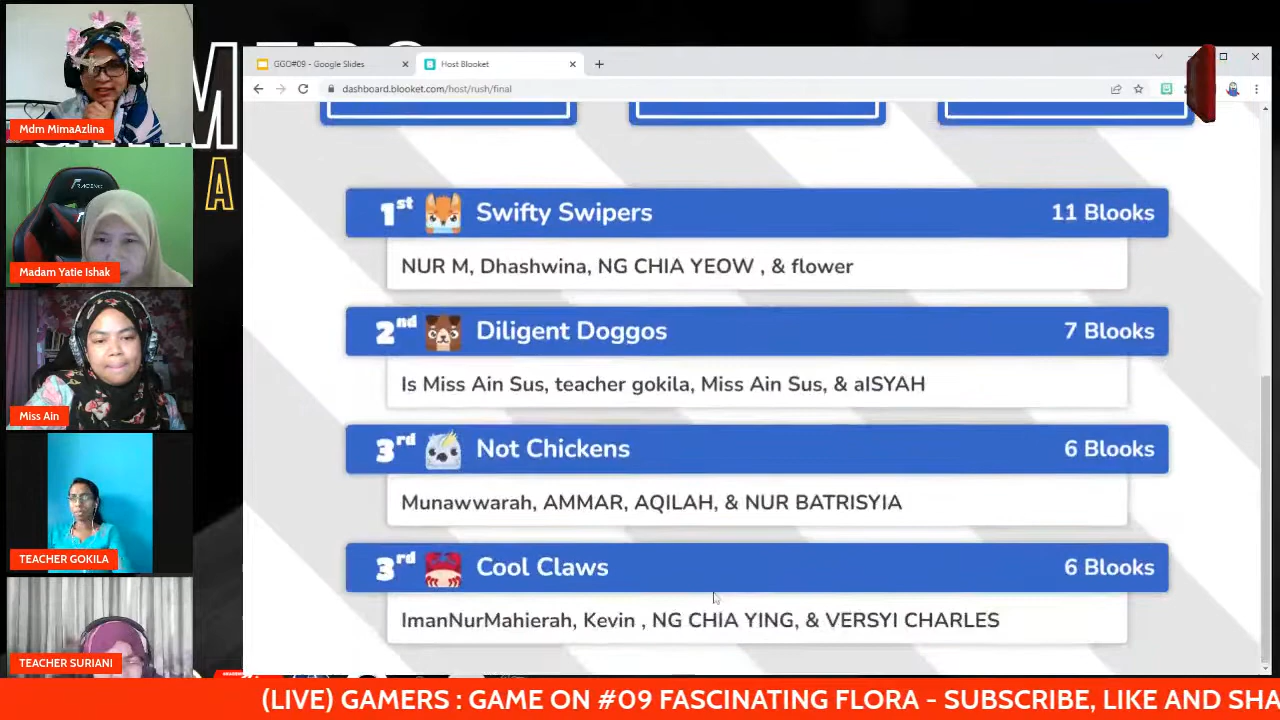 Mdm MimaAzlina
Madam Yatie Ishak
Miss Ain
TEACHER GOKILA
TEACHER SURIANI
GGO#09 - Google Slides
Host Blooket
dashboard.blooket.com/host/rush/final
1st Swifty Swipers 11 Blooks
NUR M, Dhashwina, NG CHIA YEOW , & flower
2nd Diligent Doggos 7 Blooks
Is Miss Ain Sus, teacher gokila, Miss Ain Sus, & aISYAH
3rd Not Chickens 6 Blooks
Munawwarah, AMMAR, AQILAH, & NUR BATRISYIA
3rd Cool Claws 6 Blooks
ImanNurMahierah, Kevin , NG CHIA YING, & VERSYI CHARLES
(LIVE) GAMERS : GAME ON #09 FASCINATING FLORA - SUBSCRIBE, LIKE AND SHA